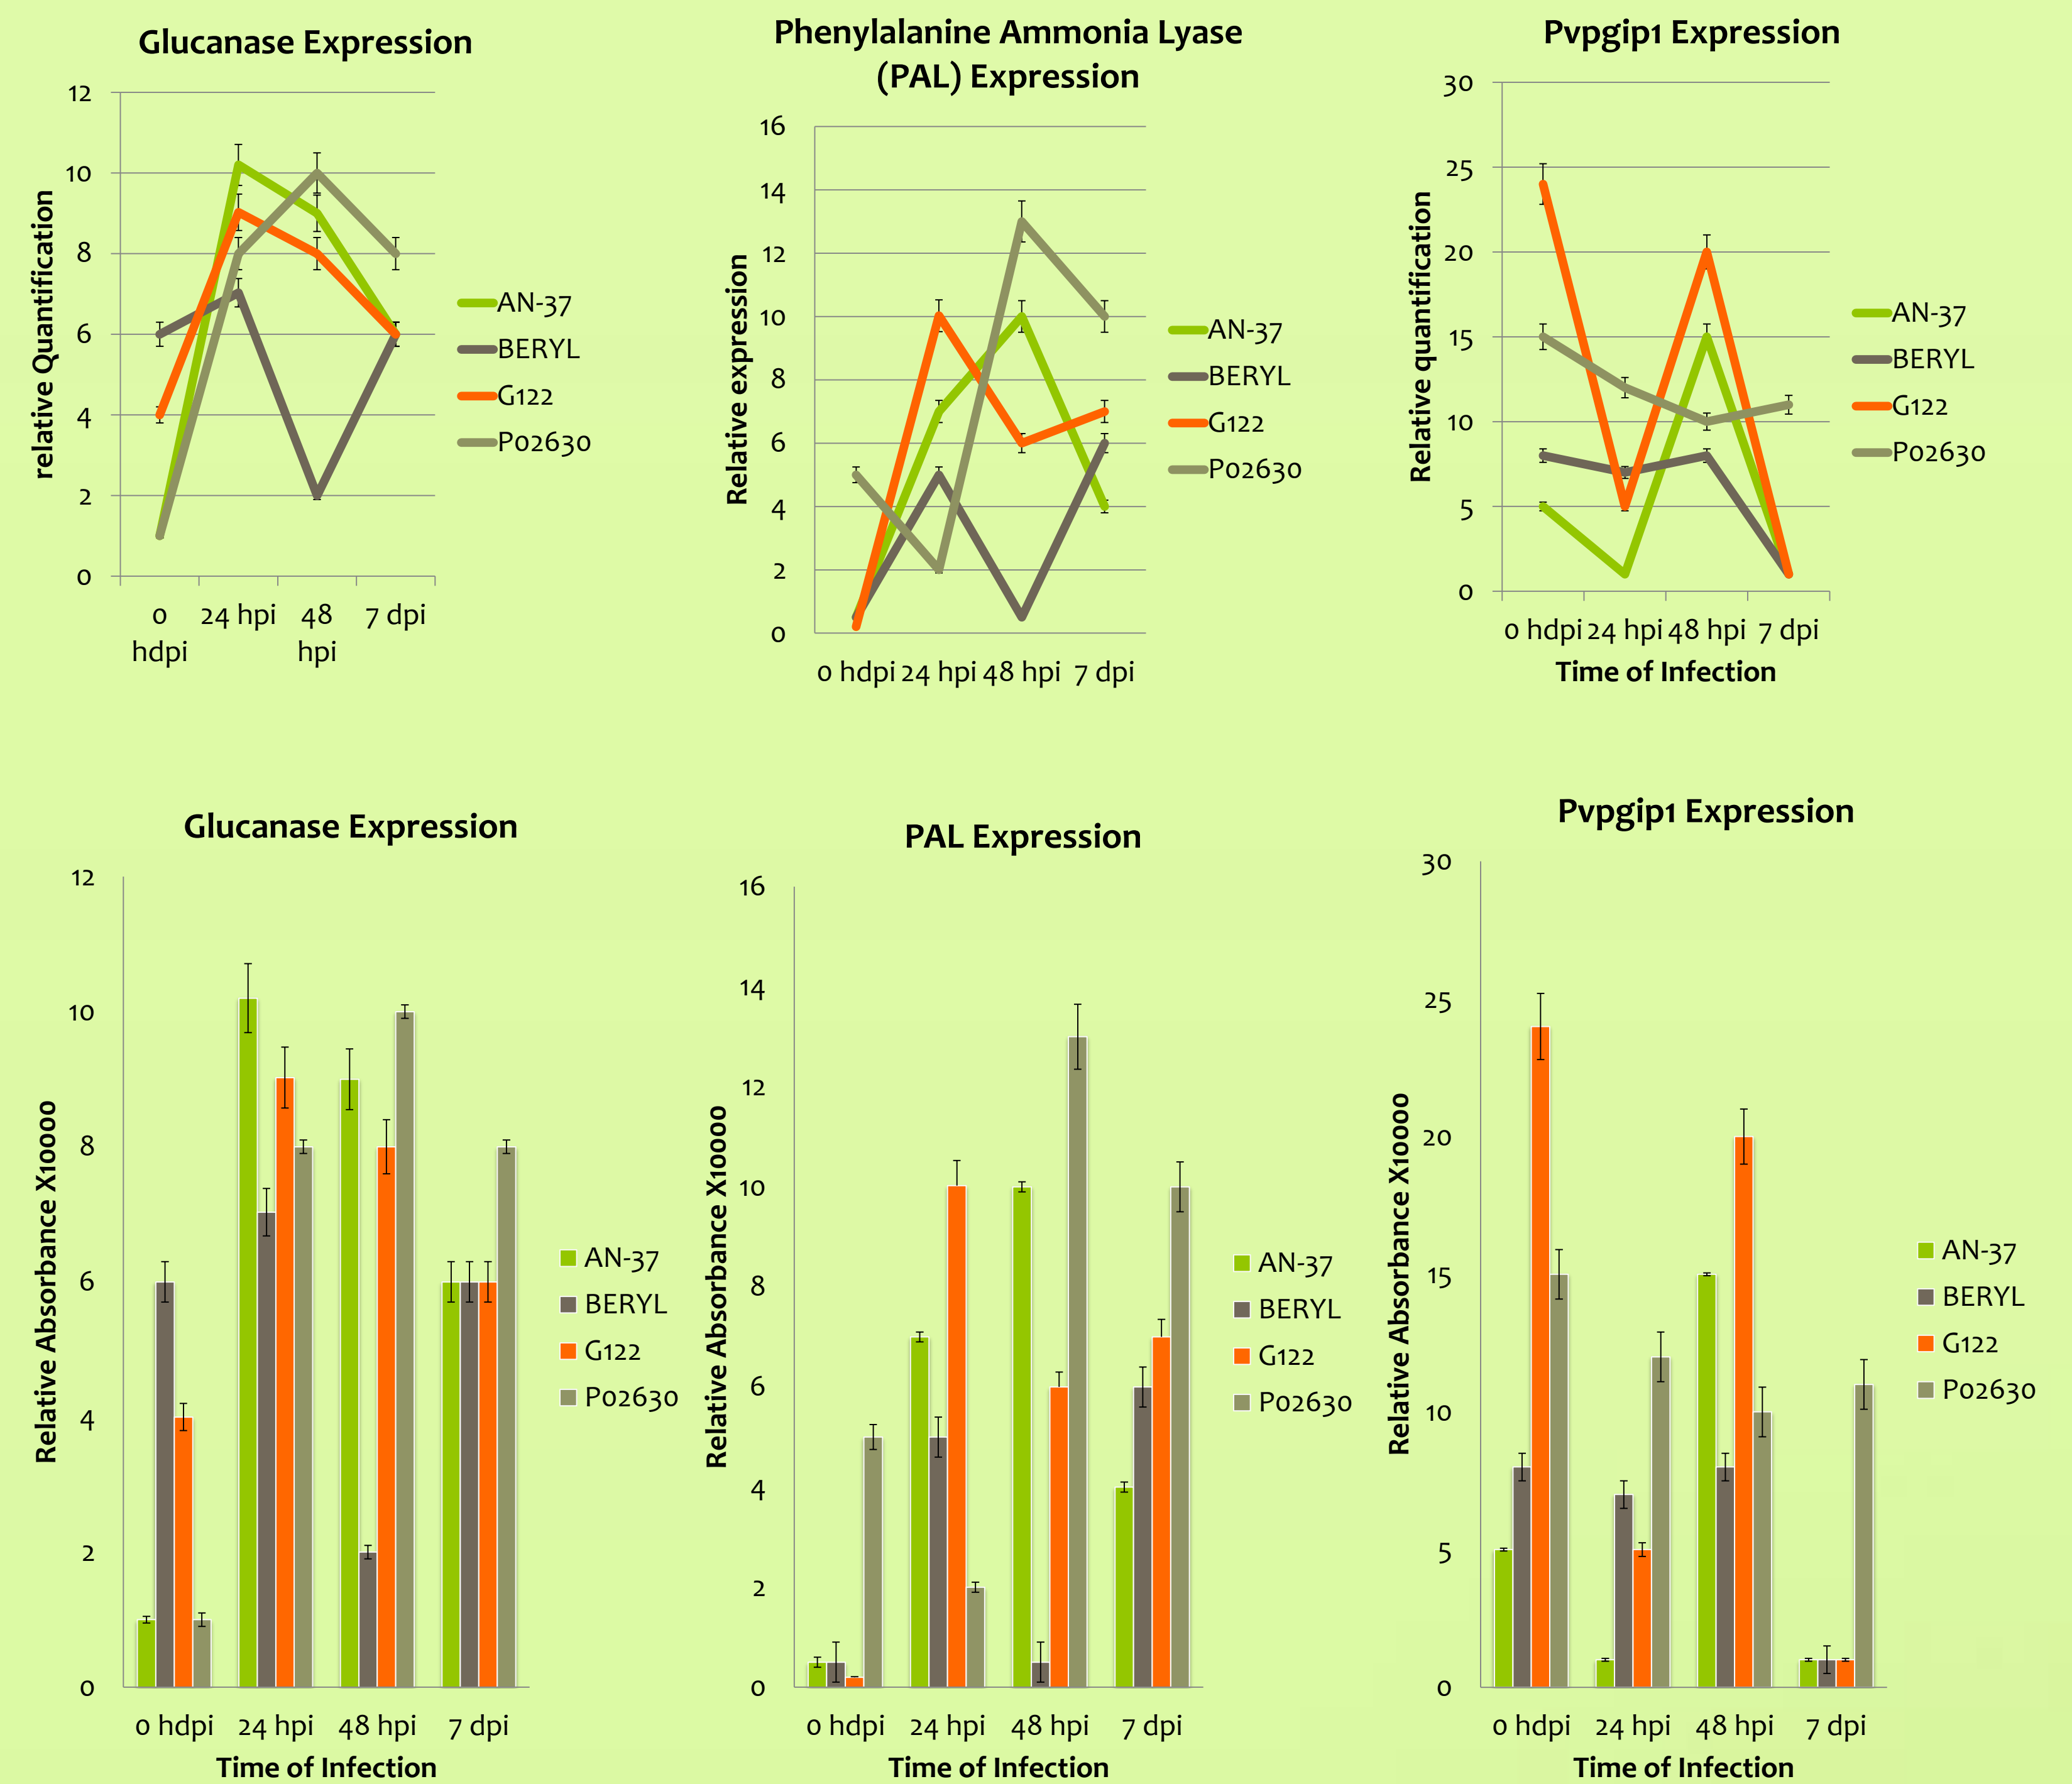 Glucanase Expression
relative Quantification
12
10
8
6
4
2
0
0 hdpi
24 hpi
48 hpi
7 dpi
AN-37
BERYL
G122
P02630
Phenylalanine Ammonia Lyase
(PAL) Expression
Relative expression
16
14
12
10
8
6
4
2
0
0 hdpi 24 hpi 48 hpi 7 dpi
AN-37
BERYL
G122
P02630
Pvpgip1 Expression
Relative quantification
30
25
20
15
10
5
0
0 hdpi 24 hpi 48 hpi 7 dpi
Time of Infection
AN-37
BERYL
G122
P02630
Glucanase Expression
Relative Absorbance X10000
12
10
8
6
4
2
0
0 hdpi 24 hpi 48 hpi 7 dpi
Time of Infection
AN-37
BERYL
G122
P02630
PAL Expression
Relative Absorbance X10000
16
14
12
10
8
6
4
2
0
0 hdpi 24 hpi 48 hpi 7 dpi
Time of Infection
AN-37
BERYL
G122
P02630
Pvpgip1 Expression
Relative Absorbance X10000
30
25
20
15
10
5
0
0 hdpi 24 hpi 48 hpi 7 dpi
Time of Infection
AN-37
BERYL
G122
P02630